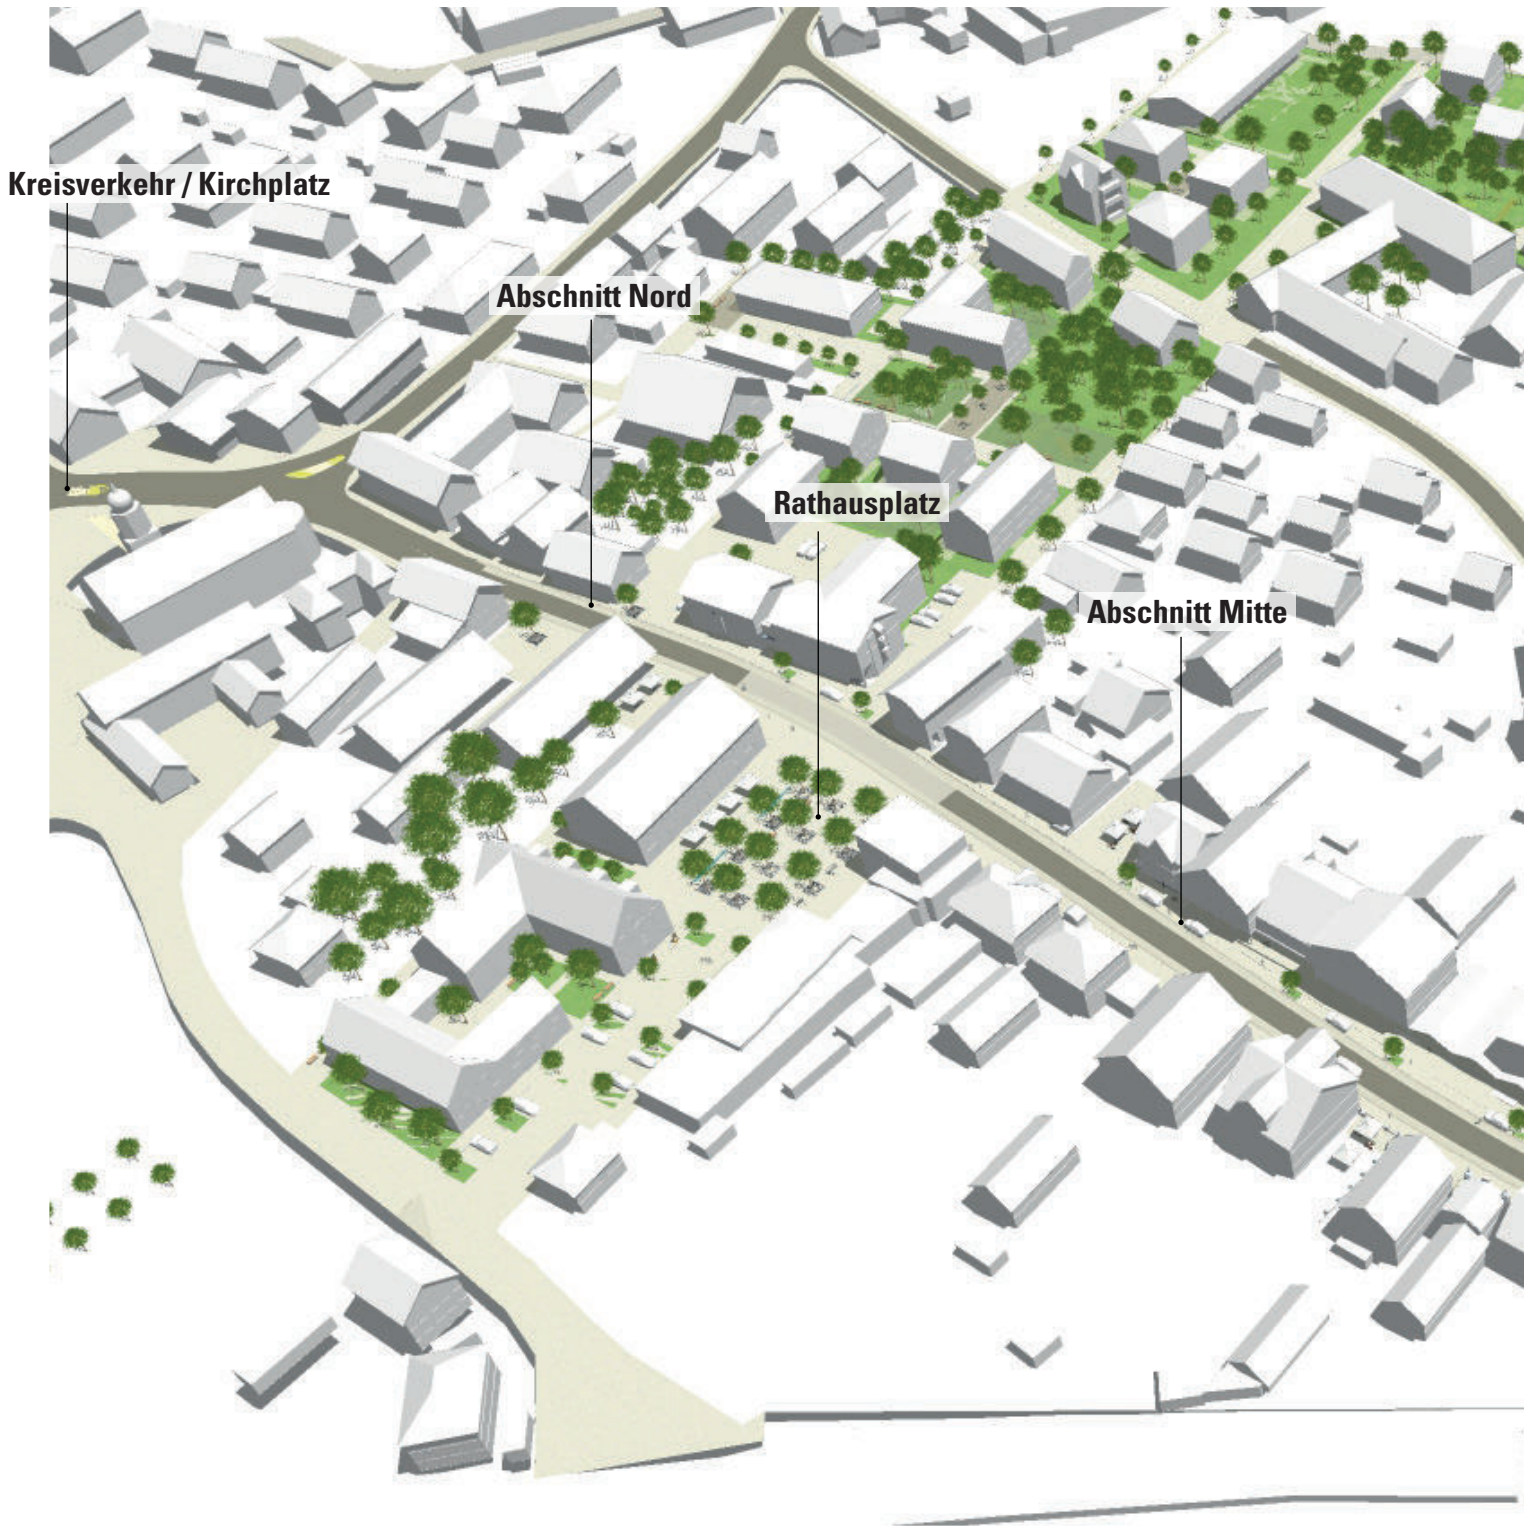 Kreisverkehr / Kirchplatz
Abschnitt Nord
Rathausplatz
Abschnitt Mitte